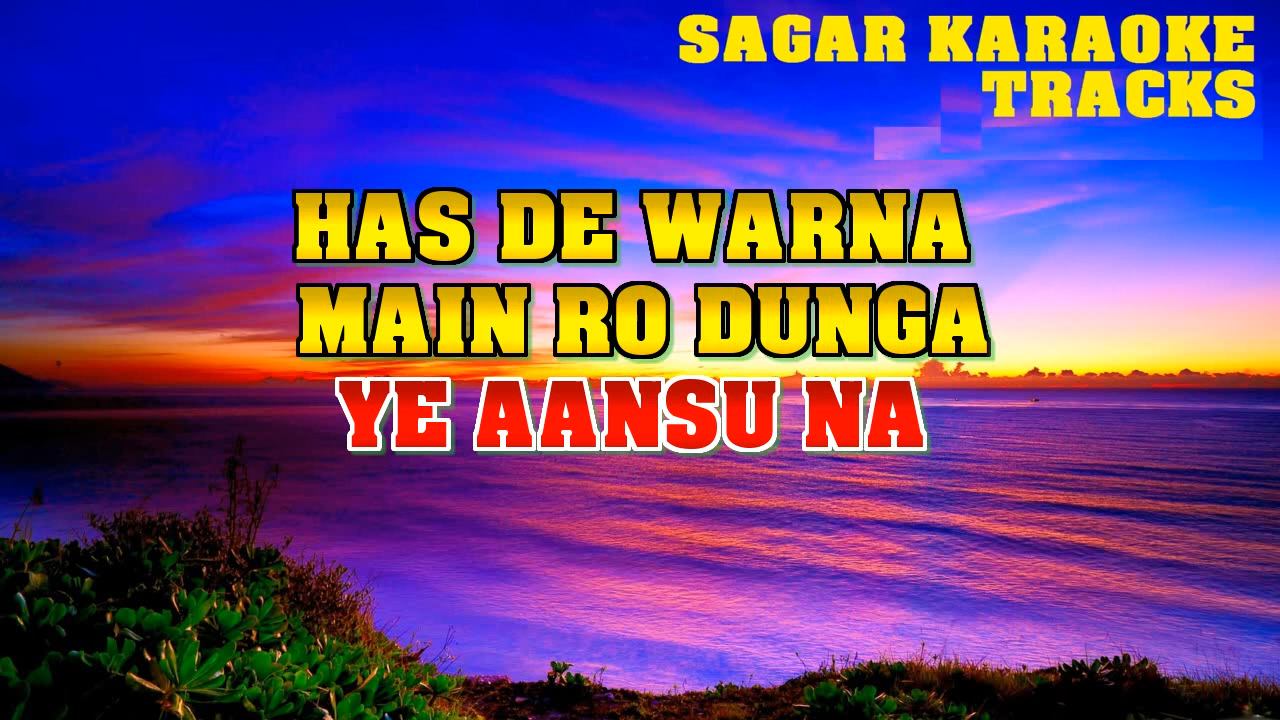 SAGAR KARAOKE
TRACKS
HAS DE WARNA
MAIN RO DUNGA
YE AANSU NA